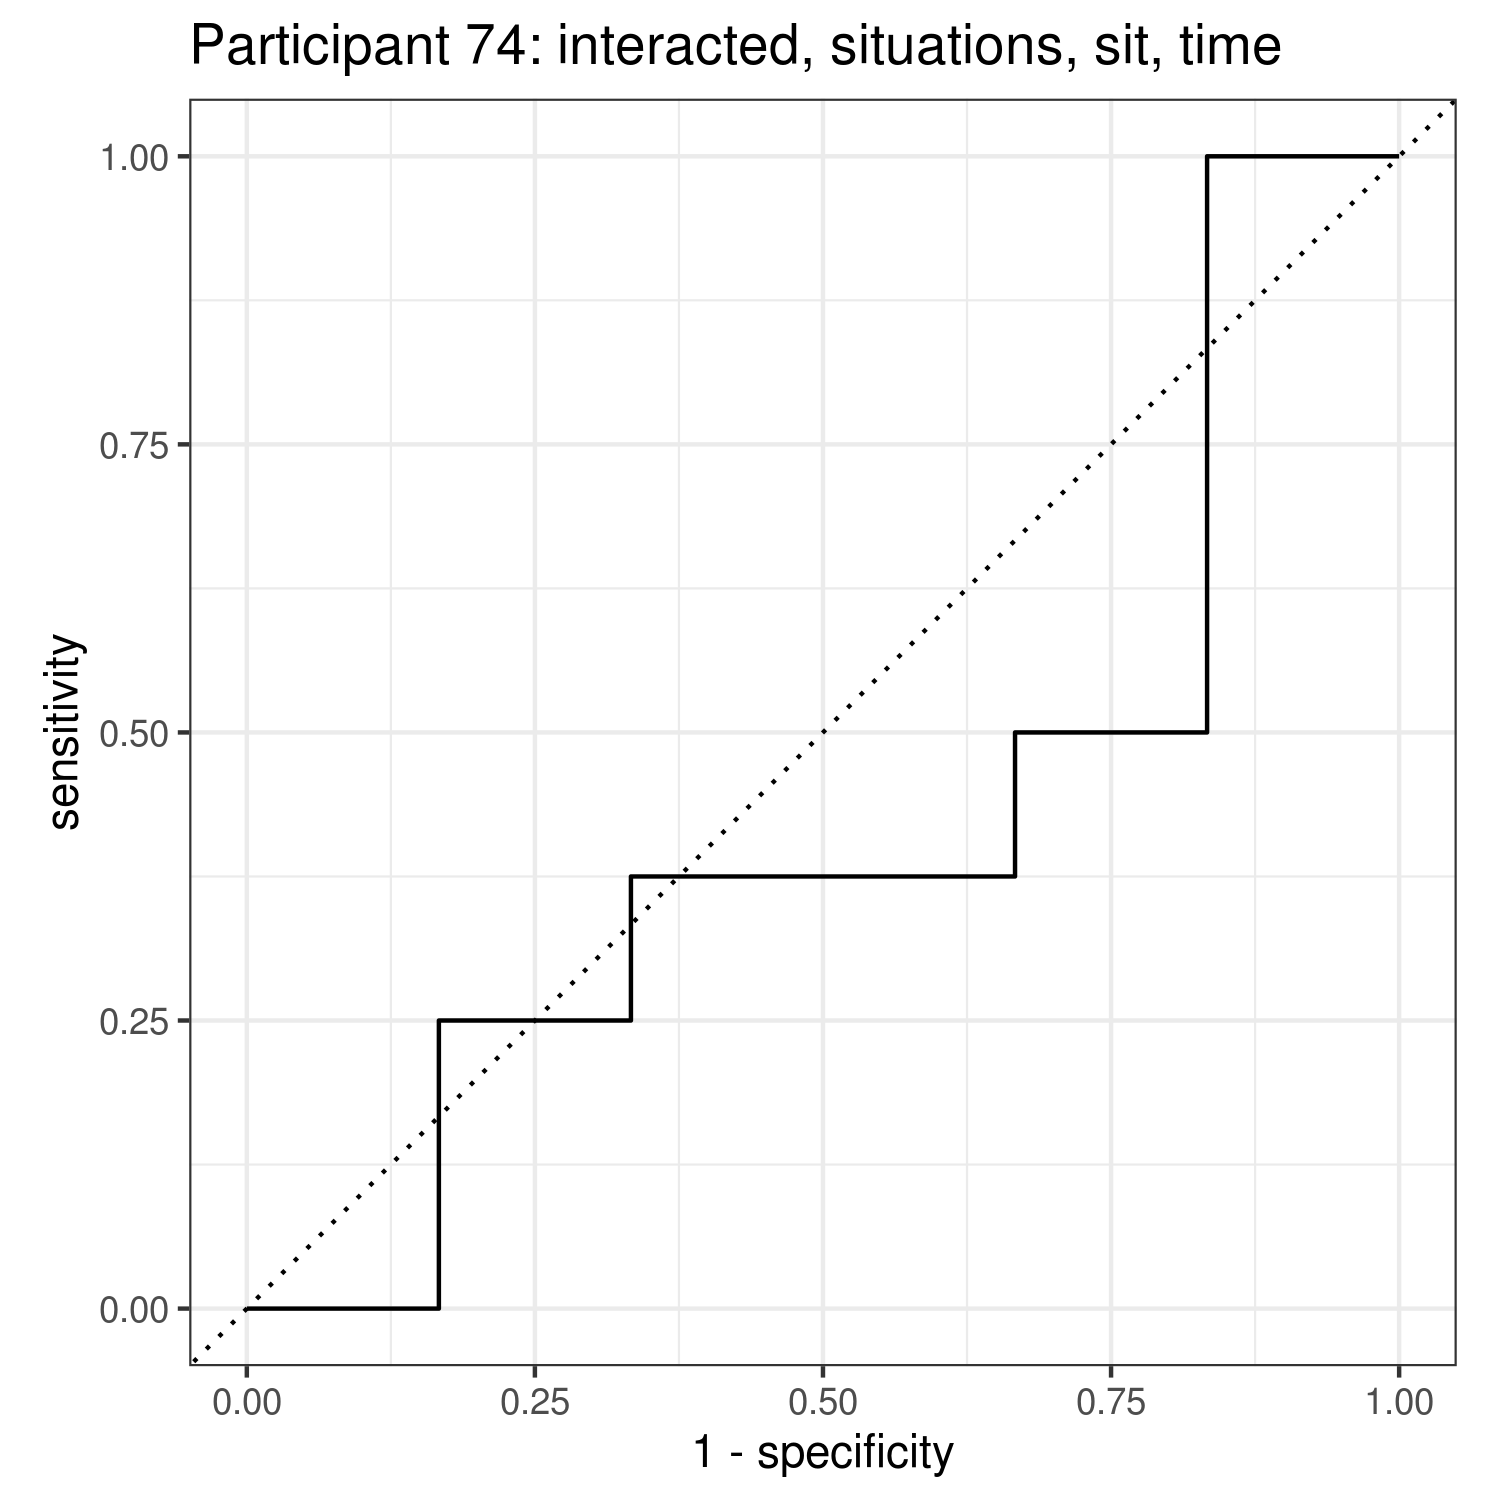 Participant 74: interacted, situations, sit, time
1.00
0.75
0.50
0.25
0.00
sensitivity
0.00 0.25 0.50 0.75 1.00
1 - specificity